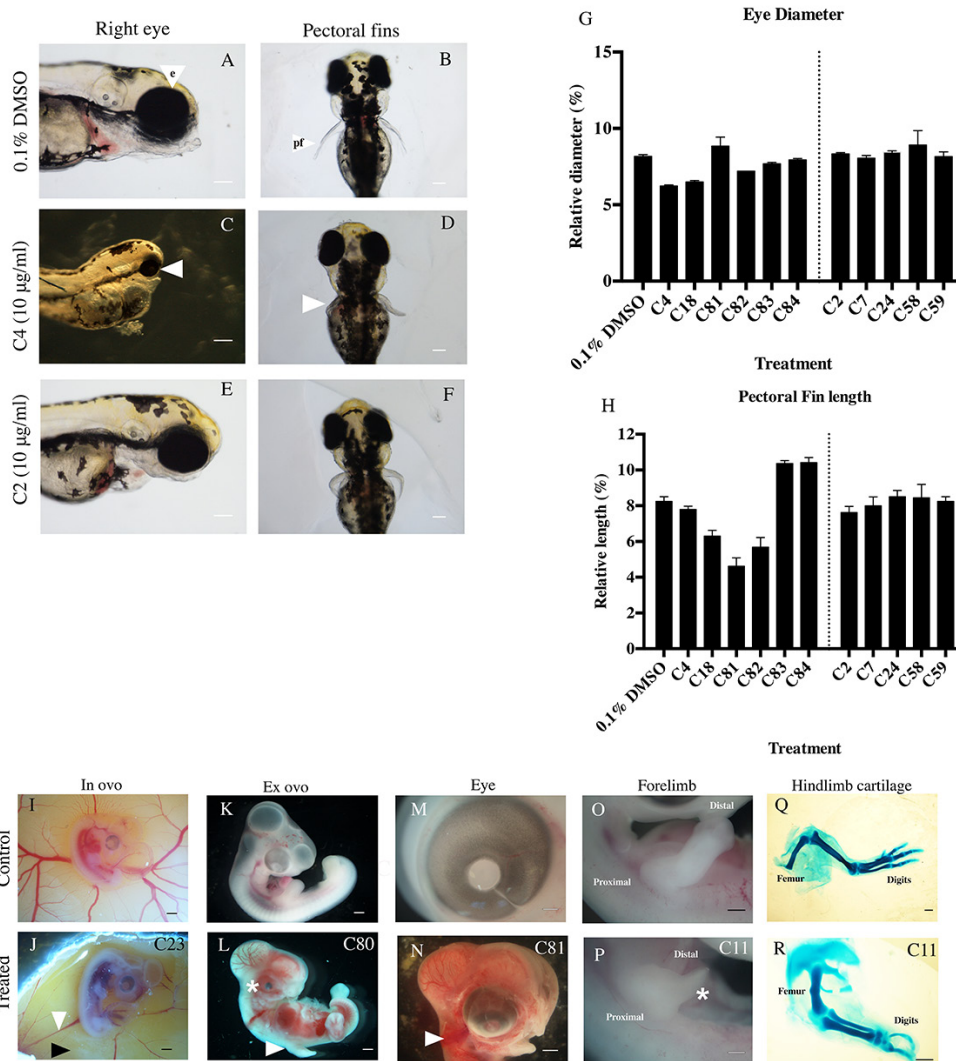 Right eye
Pectoral fins
0.1% DMSO
A
e
B
pf
C4 (10 µg/ml)
C
D
C2 (10 µg/ml)
E
F
G
Eye Diameter
Relative diameter (%)
15
10
5
0
0.1% DMSO
C4
C18
C81
C82
C83
C84
C2
C7
C24
C58
C59
Treatment
H
Pectoral Fin length
Relative length (%)
12
10
8
6
4
2
0
0.1% DMSO
C4
C18
C81
C82
C83
C84
C2
C7
C24
C58
C59
Treatment
In ovo
Ex ovo
Eye
Forelimb
Hindlimb cartilage
Control
I
K
M
O
Distal
Proximal
Q
Femur
Digits
Treated
J
C23
L
C80
*
N
C81
P
C11
Distal
*
Proximal
R
C11
Femur
Digits